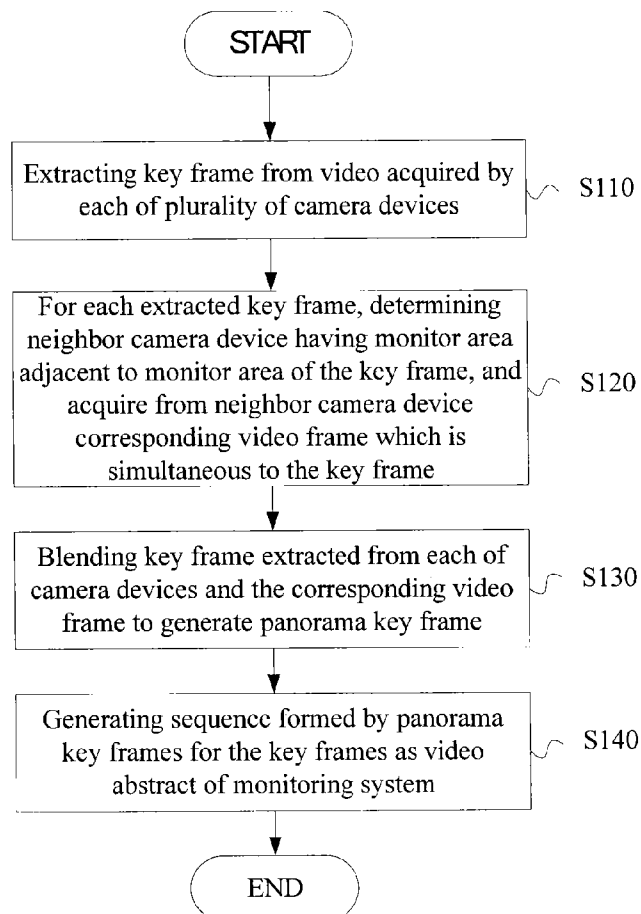 START
Extracting key frame from video acquired by
each of plurality of camera devices
S110
For each extracted key frame, determining
neighbor camera device having monitor area
adjacent to monitor area of the key frame, and
acquire from neighbor camera device
corresponding video frame which is
simultaneous to the key frame
S120
Blending key frame extracted from each of
camera devices and the corresponding video
frame to generate panorama key frame
S130
Generating sequence formed by panorama
key frames for the key frames as video
abstract of monitoring system
S140
END